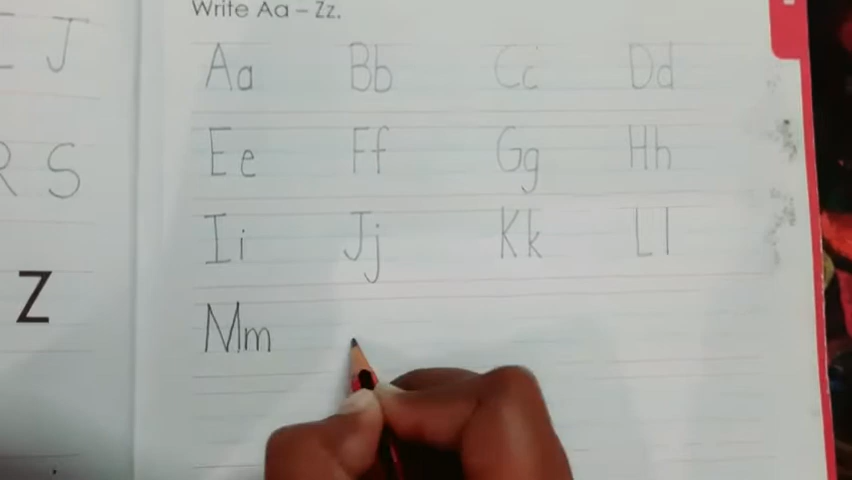 Write Aa – Zz.
J
Aa Bb Cc Dd
R S
Ee Ff Gg Hh
Ii Jj Kk Ll
Z
Mm